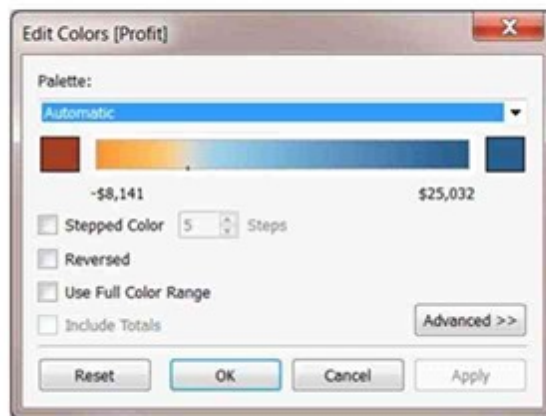 Edit Colors [Profit]
Palette:
Automatic
-$8,141 $25,032
Stepped Color 5 Steps
Reversed
Use Full Color Range
Include Totals
Advanced >>
Reset OK Cancel Apply